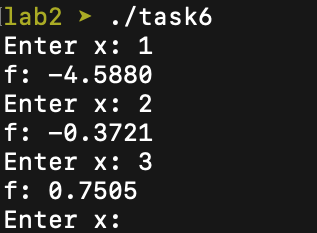 lab2 ➤ ./task6
Enter x: 1
f: -4.5880
Enter x: 2
f: -0.3721
Enter x: 3
f: 0.7505
Enter x: